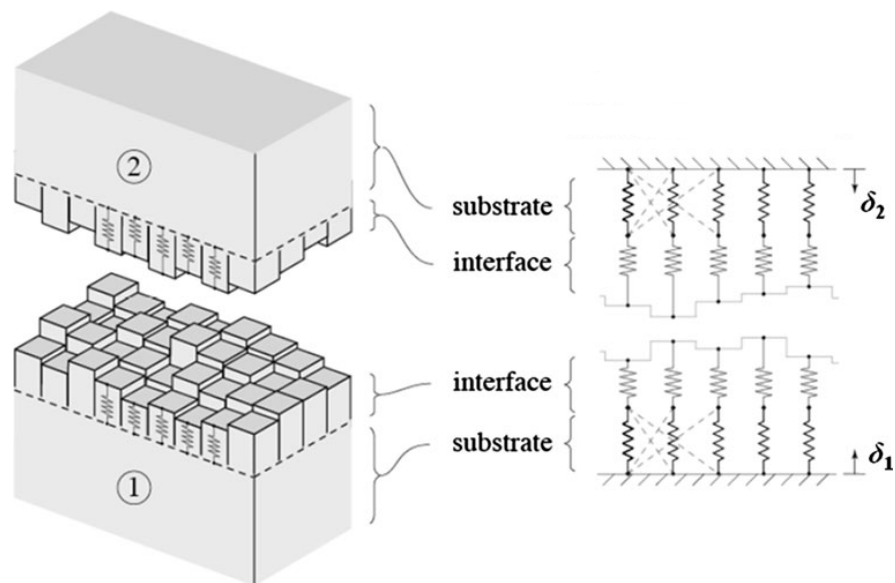 ②
substrate
interface
δ₂
interface
substrate
①
δ₁